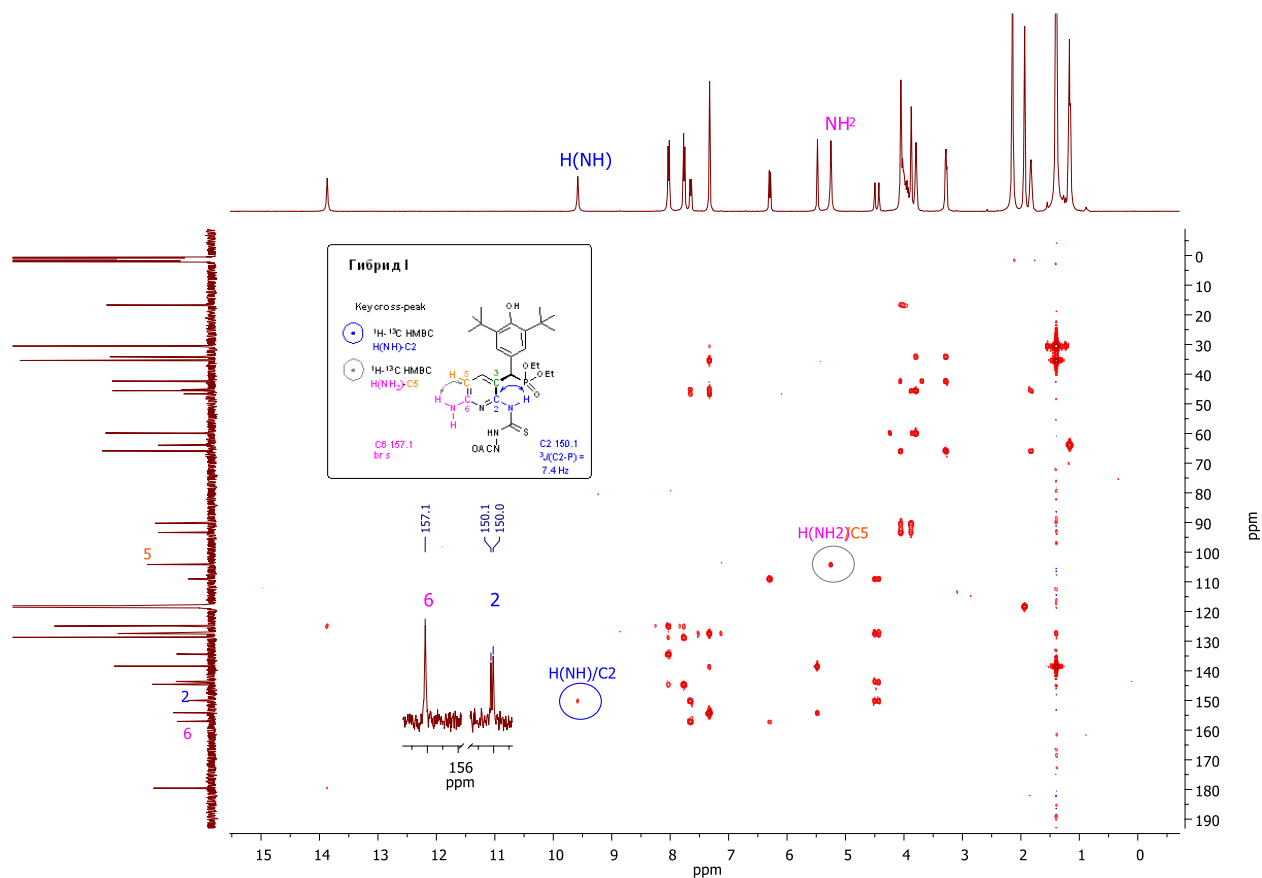 H(NH)
NH2
Гибрид I
Key cross-peak
1H-13C HMBC
H(NH)-C2
1H-13C HMBC
H(NH2)-C5
OH
H
5
3
OEt
P
OEt
O
H
C
C
C
H
N
C
6
N
C
2
N
H
H
HN
S
OACN
C6 157.1
br s
C2 150.1
3J(C2-P) =
7.4 Hz
157.1
150.1
150.0
6
2
156
ppm
H(NH2)/C5
H(NH)/C2
5
2
6
0
10
20
30
40
50
60
70
80
90
100
110
120
130
140
150
160
170
180
190
ppm
15
14
13
12
11
10
9
8
7
6
5
4
3
2
1
0
ppm